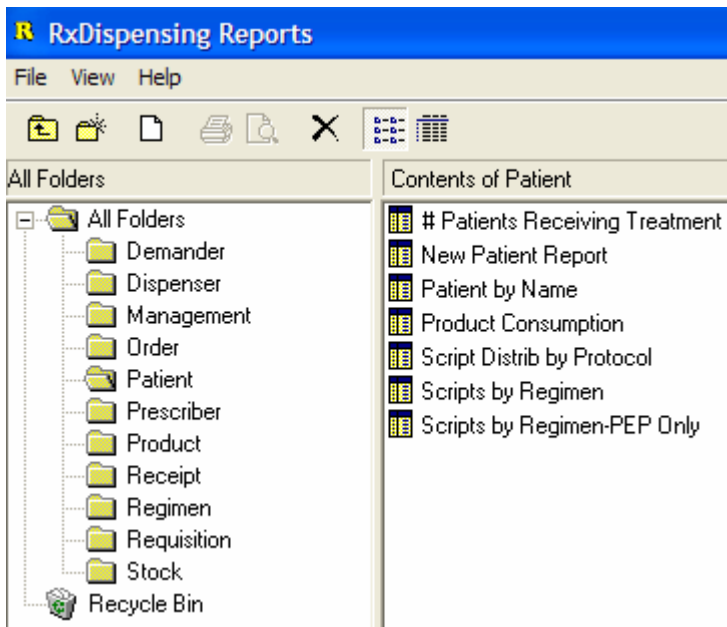 R RxDispensing Reports
File View Help
All Folders
Contents of Patient
All Folders
Demander
Dispenser
Management
Order
Patient
Prescriber
Product
Receipt
Regimen
Requisition
Stock
Recycle Bin
# Patients Receiving Treatment
New Patient Report
Patient by Name
Product Consumption
Script Distrib by Protocol
Scripts by Regimen
Scripts by Regimen-PEP Only